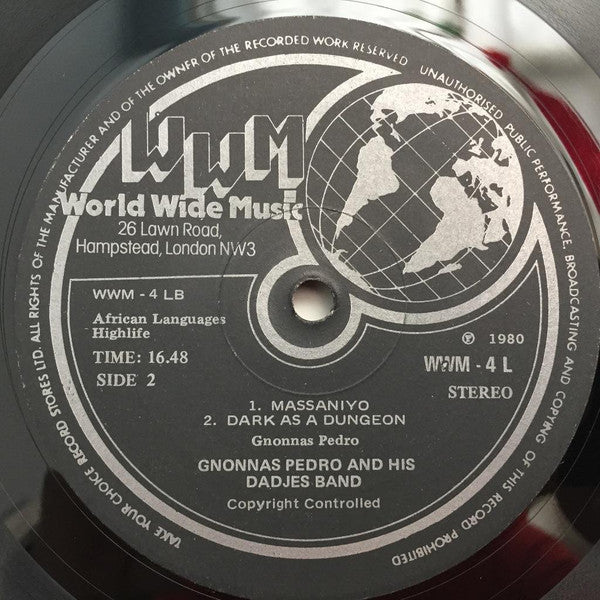 TAKE YOUR CHOICE RECORD STORES LTD. ALL RIGHTS OF THE MANUFACTURER AND OF THE OWNER OF THE RECORDED WORK RESERVED UNAUTHORISED PUBLIC PERFORMANCE, BROADCASTING AND COPYING OF THIS RECORD PROHIBITED
WWM
World Wide Music
26 Lawn Road,
Hampstead, London NW3
WWM - 4 LB
African Languages
Highlife
TIME: 16.48
SIDE 2
℗ 1980
WWM - 4 L
STEREO
1. MASSANIYO
2. DARK AS A DUNGEON
Gnonnas Pedro
GNONNAS PEDRO AND HIS
DADJES BAND
Copyright Controlled